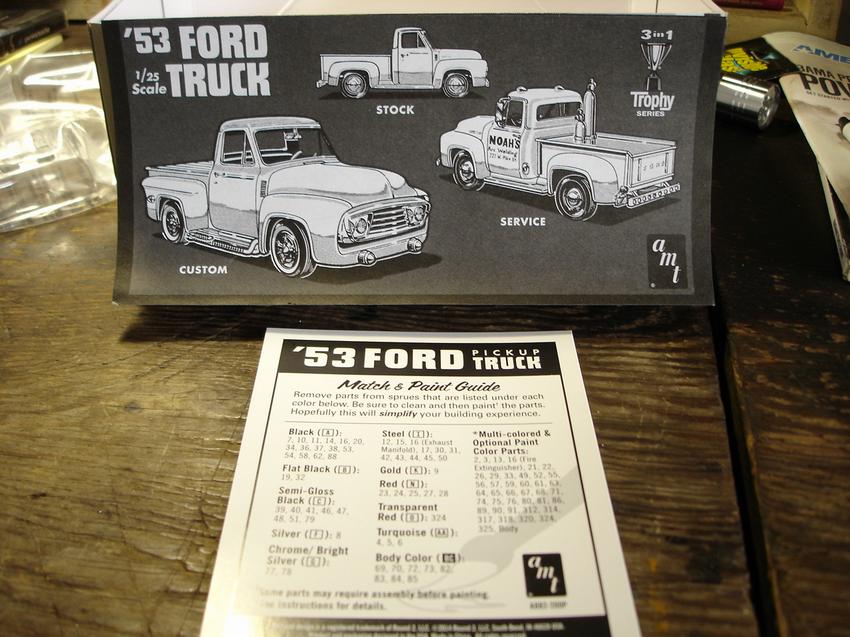 '53 FORD
TRUCK
1/25
Scale
3 in 1
Trophy
SERIES
STOCK
NOAH'S
Arc Welding
SERVICE
CUSTOM
amt
'53 FORD PICKUP TRUCK
Match & Paint Guide
Remove parts from sprues that are listed under each
color below. Be sure to clean and then paint* the parts.
Hopefully this will simplify your building experience.
Black (A):
7, 10, 11, 14, 16, 20,
34, 36, 37, 38, 53,
54, 58, 62, 88
Flat Black (B):
19, 32
Semi-Gloss
Black (C):
39, 40, 41, 46, 47,
48, 51, 79
Silver (F): 8
Chrome/ Bright
Silver (G):
77, 78
Steel (I):
12, 15, 16 (Exhaust
Manifold), 17, 30, 31,
42, 43, 44, 45, 50
Gold (K): 9
Red (N):
23, 24, 25, 27, 28
Transparent
Red (O): 324
Turquoise (AA):
4, 5, 6
Body Color (BC):
69, 70, 72, 73, 82,
83, 84, 85
*Multi-colored &
Optional Paint
Color Parts:
2, 3, 13, 16 (Fire
Extinguisher), 21, 22,
26, 29, 33, 49, 52, 55,
56, 57, 59, 60, 61, 63,
64, 65, 66, 67, 68, 71,
74, 75, 76, 80, 81, 86,
89, 90, 91, 312, 314,
317, 318, 320, 324,
325, Body
amt
Some parts may require assembly before painting.
See instructions for details.